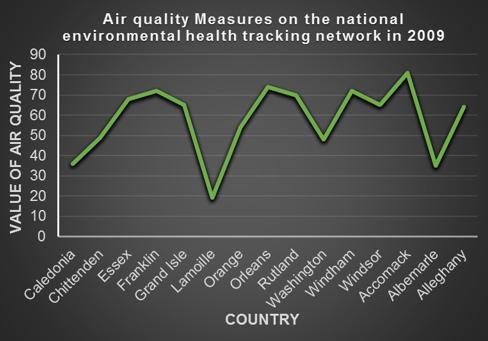 Air quality Measures on the national
environmental health tracking network in 2009
VALUE OF AIR QUALITY
90
80
70
60
50
40
30
20
10
0
Caledonia
Chittenden
Essex
Franklin
Grand Isle
Lamoille
Orange
Orleans
Rutland
Washington
Windham
Windsor
Accomack
Albemarle
Alleghany
COUNTRY